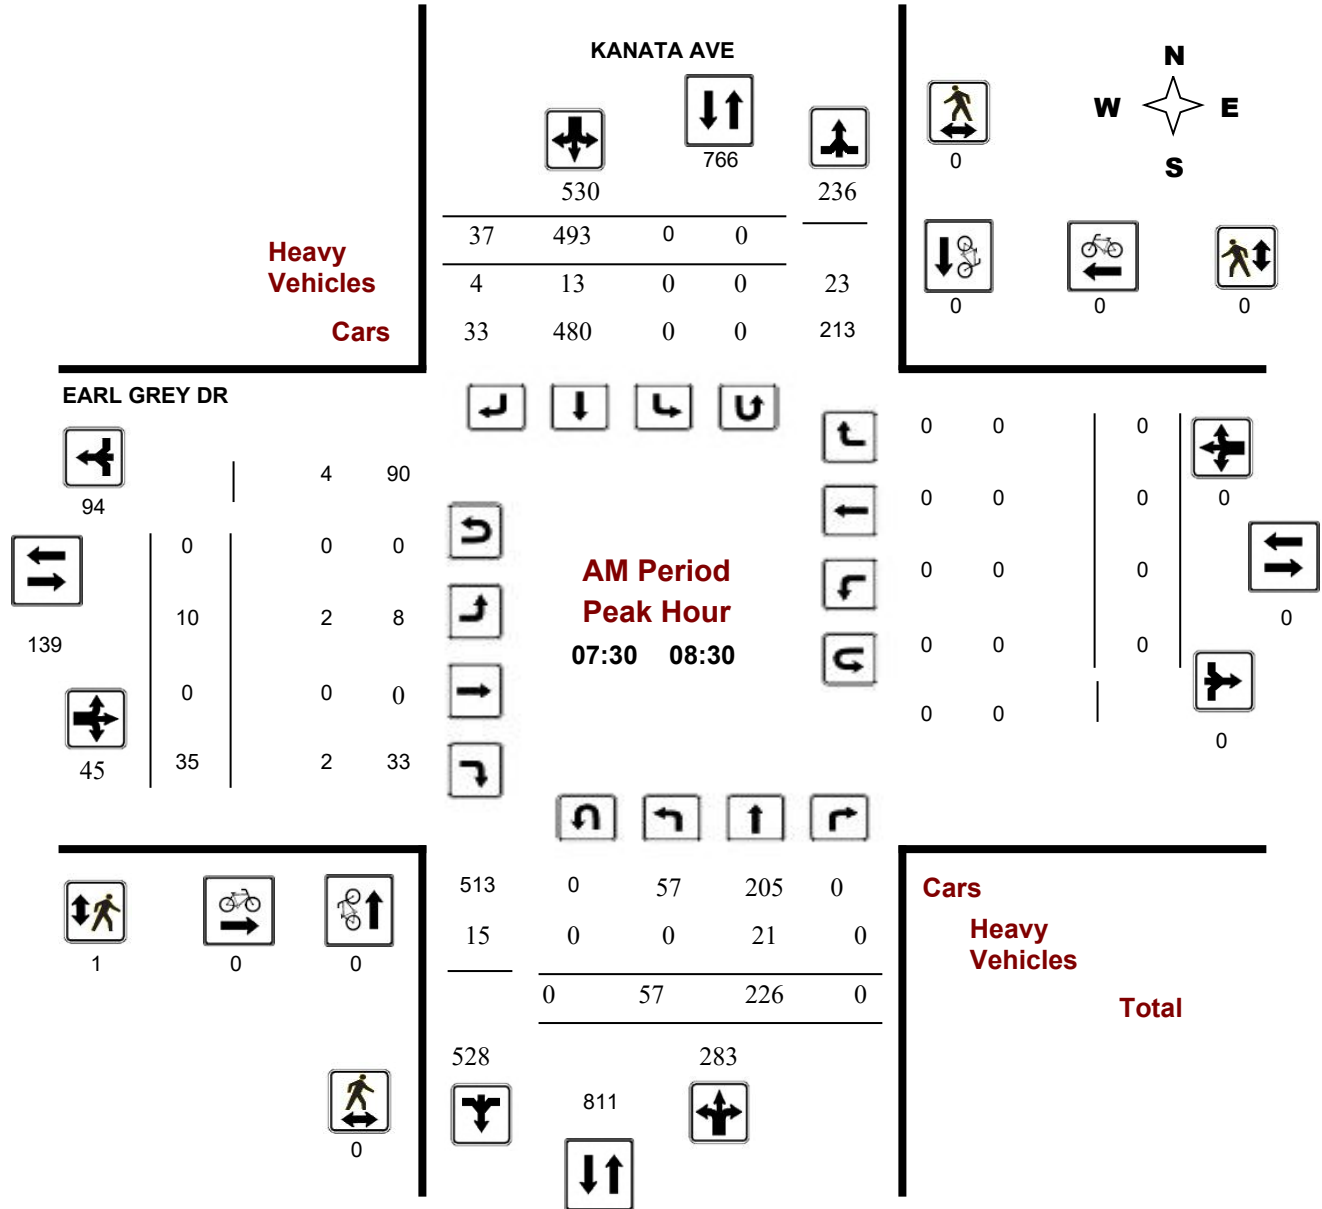 KANATA AVE
N
W E
S
766
0
530 236
37 493 0 0
Heavy
Vehicles
4 13 0 0 23
Cars
33 480 0 0 213
0 0 0
EARL GREY DR
0 0 0
4 90
94
0 0 0 0
0 0 0
AM Period
Peak Hour
07:30 08:30
0 0 0
10 2 8
0
139
0 0 0
0 0 0
0 0
0
45
35 2 33
513 0 57 205 0
Cars
15 0 0 21 0
Heavy
Vehicles
1 0 0
0 57 226 0
Total
528 283
811
0